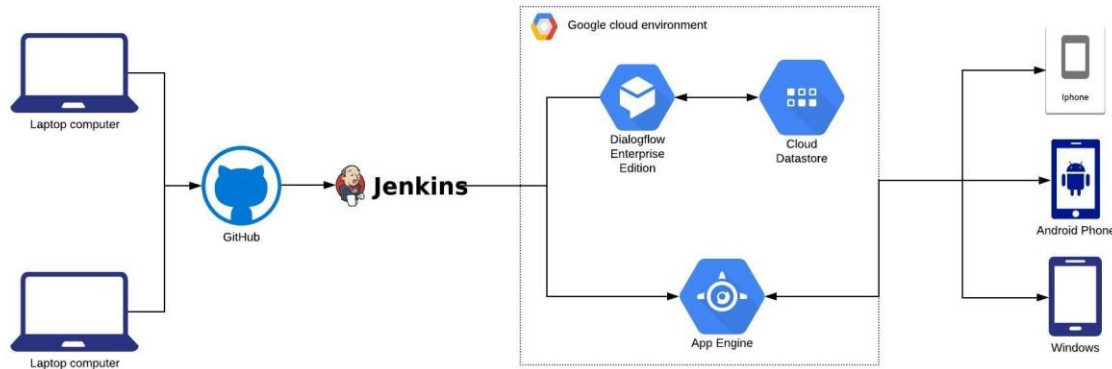 Google cloud environment
Laptop computer
Iphone
Dialogflow
Enterprise
Edition
Cloud
Datastore
Jenkins
GitHub
Android Phone
App Engine
Windows
Laptop computer